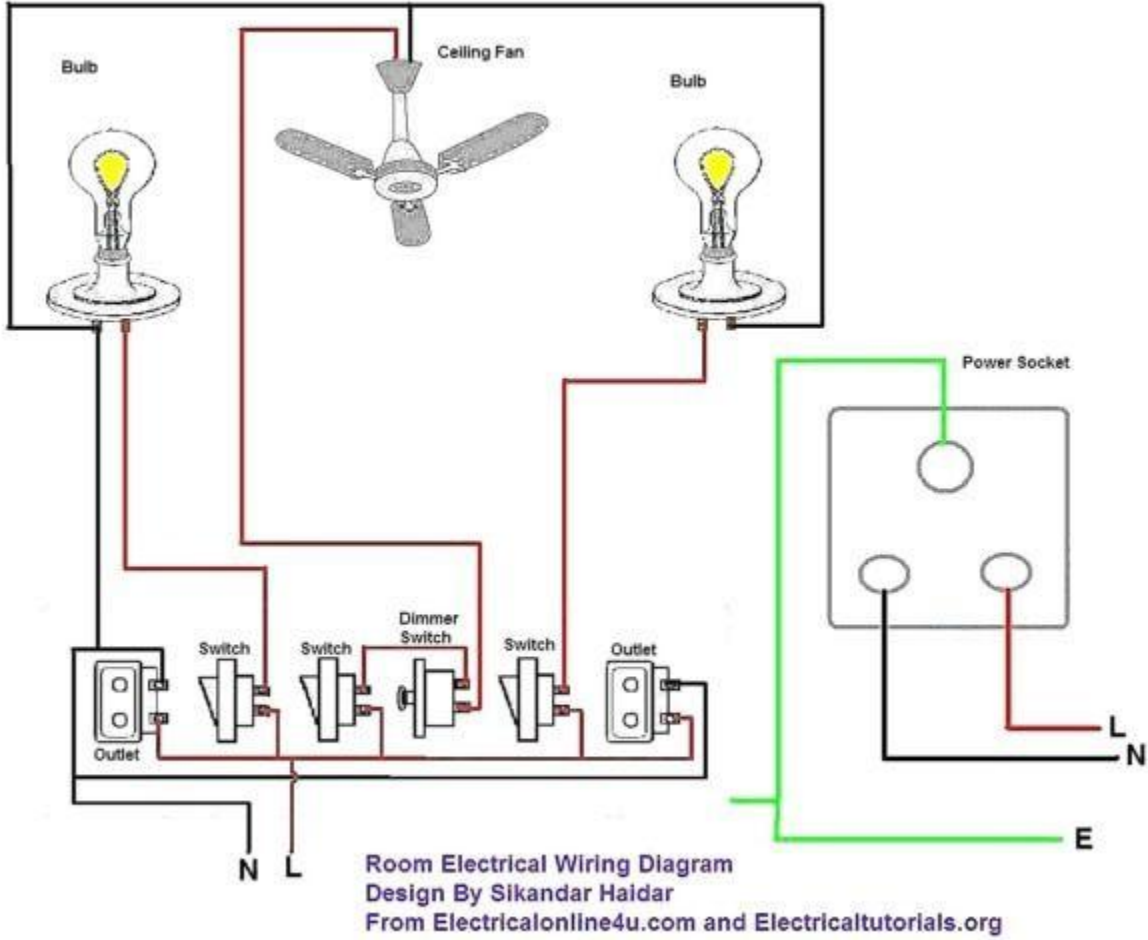 Ceiling Fan
Bulb
Bulb
Power Socket
Dimmer
Switch
Switch
Switch
Switch
Outlet
Outlet
L
N
E
N
L
Room Electrical Wiring Diagram
Design By Sikandar Haidar
From Electricalonline4u.com and Electricaltutorials.org